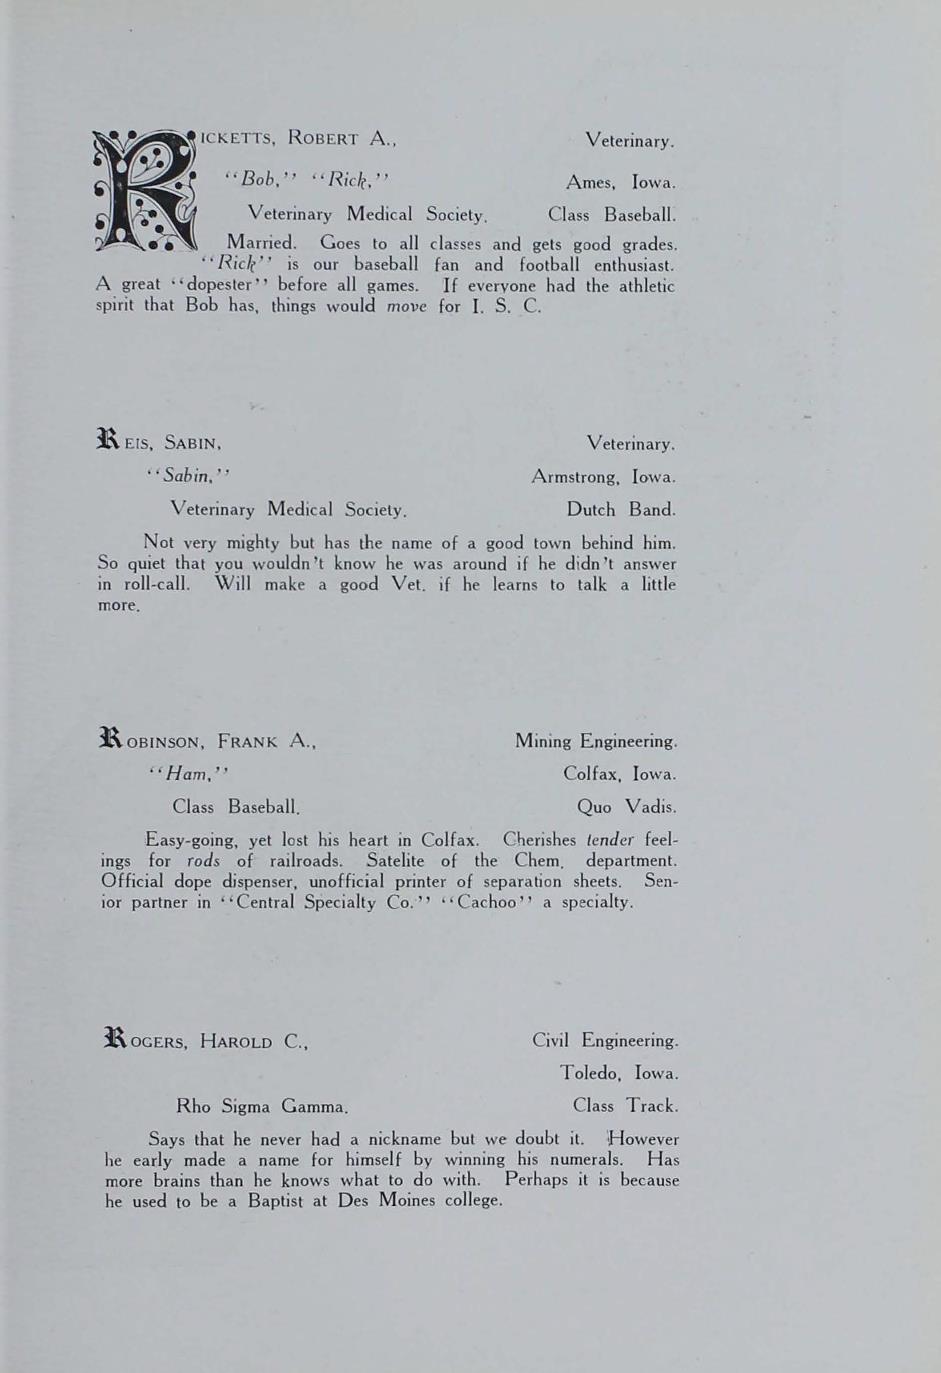 RICKETTS, ROBERT A., Veterinary.
"Bob," "Rick," Ames, Iowa.
Veterinary Medical Society. Class Baseball.
Married. Goes to all classes and gets good grades.
"Rick" is our baseball fan and football enthusiast.
A great "dopester" before all games. If everyone had the athletic
spirit that Bob has, things would move for I. S. C.
REIS, SABIN, Veterinary.
"Sabin," Armstrong, Iowa.
Veterinary Medical Society. Dutch Band.
Not very mighty but has the name of a good town behind him.
So quiet that you wouldn't know he was around if he didn't answer
in roll-call. Will make a good Vet. if he learns to talk a little
more.
ROBINSON, FRANK A., Mining Engineering.
"Ham," Colfax, Iowa.
Class Baseball. Quo Vadis.
Easy-going, yet lost his heart in Colfax. Cherishes tender feel-
ings for rods of railroads. Satelite of the Chem. department.
Official dope dispenser, unofficial printer of separation sheets. Sen-
ior partner in "Central Specialty Co." "Cachoo" a specialty.
ROGERS, HAROLD C., Civil Engineering.
Toledo, Iowa.
Rho Sigma Gamma. Class Track.
Says that he never had a nickname but we doubt it. However
he early made a name for himself by winning his numerals. Has
more brains than he knows what to do with. Perhaps it is because
he used to be a Baptist at Des Moines college.